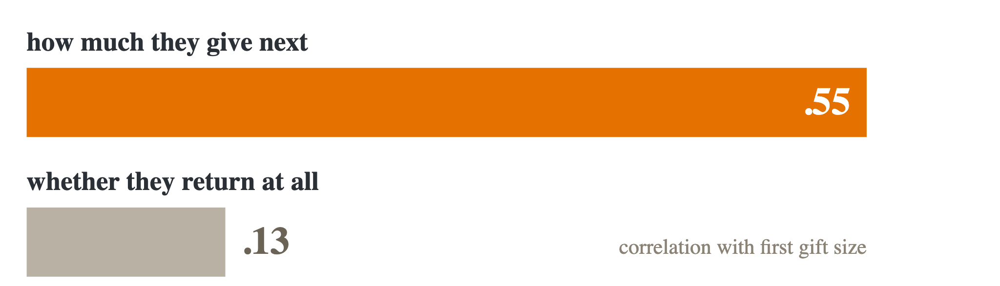 how much they give next
.55
whether they return at all
.13
correlation with first gift size